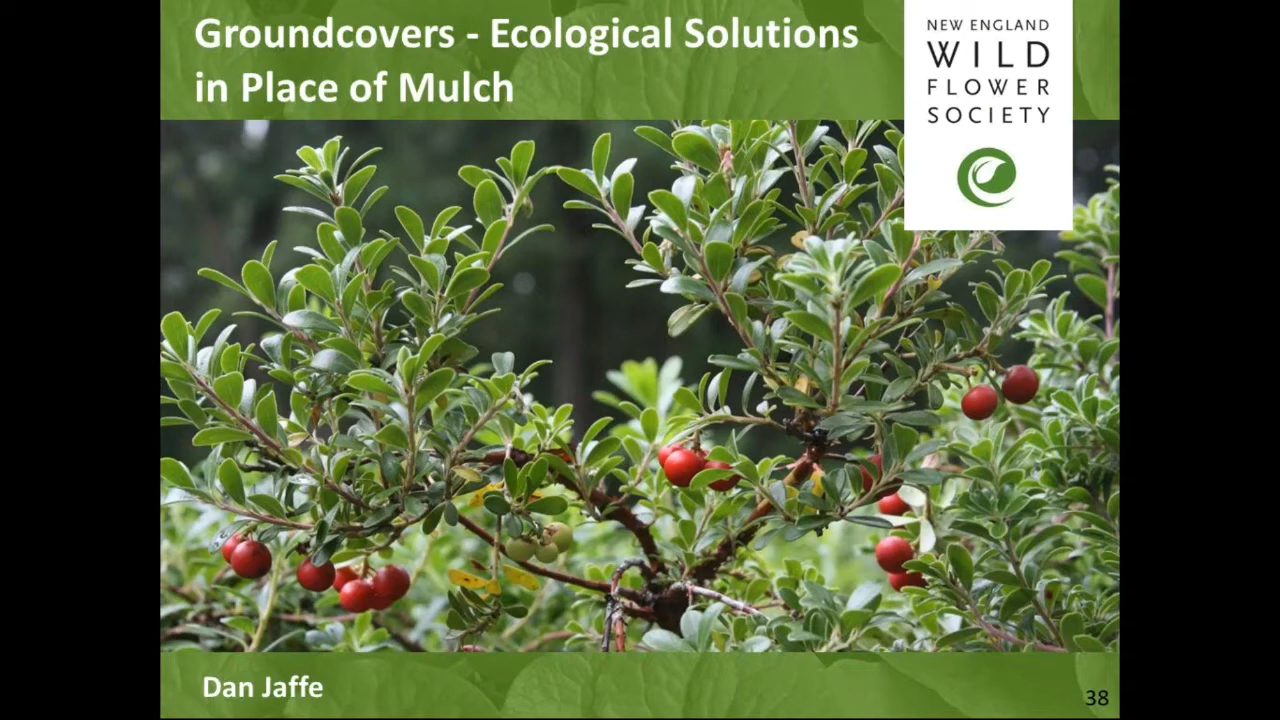 Groundcovers - Ecological Solutions
in Place of Mulch
NEW ENGLAND
WILD
FLOWER
SOCIETY
Dan Jaffe
38